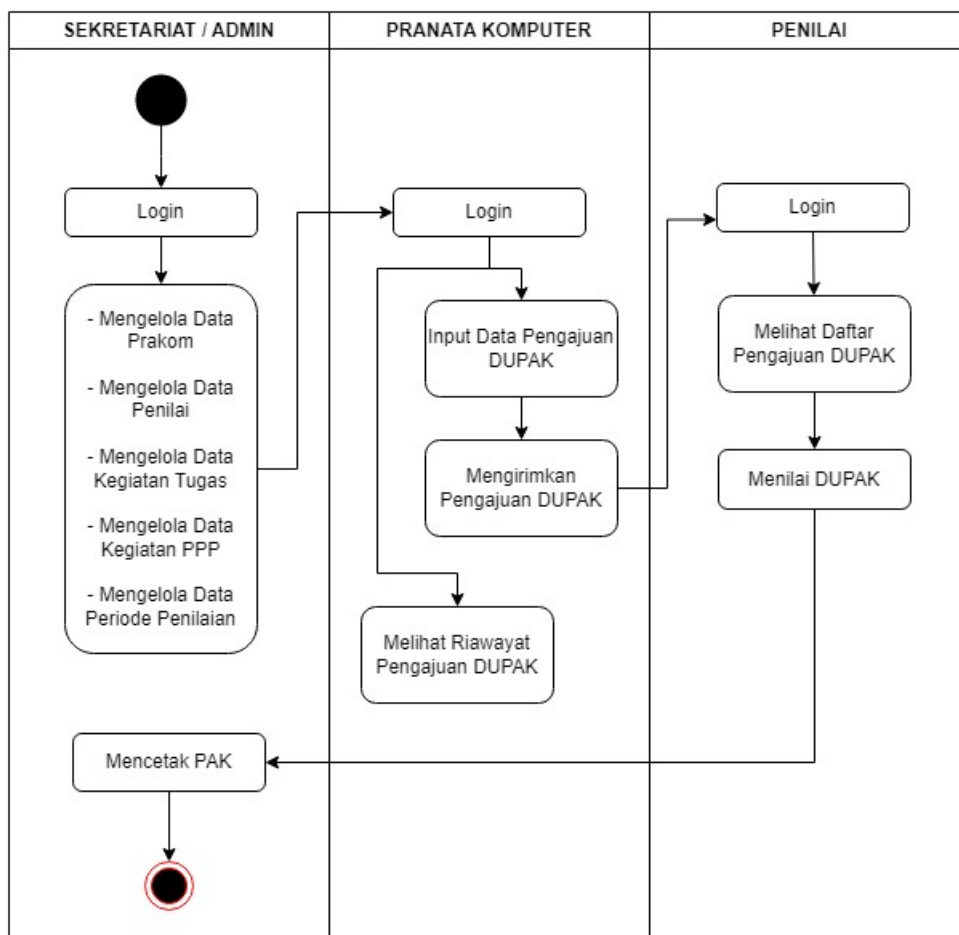 SEKRETARIAT / ADMIN
PRANATA KOMPUTER
PENILAI
Login
- Mengelola Data
Prakom
- Mengelola Data
Penilai
- Mengelola Data
Kegiatan Tugas
- Mengelola Data
Kegiatan PPP
- Mengelola Data
Periode Penilaian
Mencetak PAK
Login
Input Data Pengajuan
DUPAK
Mengirimkan
Pengajuan DUPAK
Melihat Riawayat
Pengajuan DUPAK
Login
Melihat Daftar
Pengajuan DUPAK
Menilai DUPAK